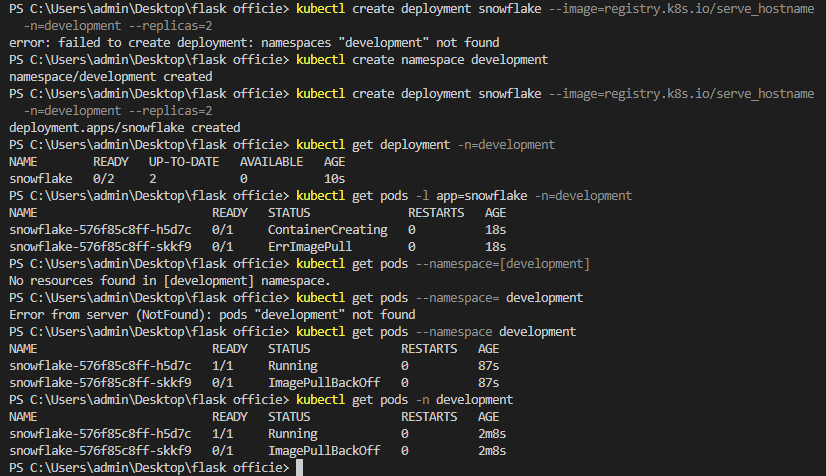 PS C:\Users\admin\Desktop\flask officie> kubectl create deployment snowflake --image=registry.k8s.io/serve_hostname
-n=development --replicas=2
error: failed to create deployment: namespaces "development" not found
PS C:\Users\admin\Desktop\flask officie> kubectl create namespace development
namespace/development created
PS C:\Users\admin\Desktop\flask officie> kubectl create deployment snowflake --image=registry.k8s.io/serve_hostname
-n=development --replicas=2
deployment.apps/snowflake created
PS C:\Users\admin\Desktop\flask officie> kubectl get deployment -n=development
NAME READY UP-TO-DATE AVAILABLE AGE
snowflake 0/2 2 0 10s
PS C:\Users\admin\Desktop\flask officie> kubectl get pods -l app=snowflake -n=development
NAME READY STATUS RESTARTS AGE
snowflake-576f85c8ff-h5d7c 0/1 ContainerCreating 0 18s
snowflake-576f85c8ff-skkf9 0/1 ErrImagePull 0 18s
PS C:\Users\admin\Desktop\flask officie> kubectl get pods --namespace=[development]
No resources found in [development] namespace.
PS C:\Users\admin\Desktop\flask officie> kubectl get pods --namespace= development
Error from server (NotFound): pods "development" not found
PS C:\Users\admin\Desktop\flask officie> kubectl get pods --namespace development
NAME READY STATUS RESTARTS AGE
snowflake-576f85c8ff-h5d7c 1/1 Running 0 87s
snowflake-576f85c8ff-skkf9 0/1 ImagePullBackOff 0 87s
PS C:\Users\admin\Desktop\flask officie> kubectl get pods -n development
NAME READY STATUS RESTARTS AGE
snowflake-576f85c8ff-h5d7c 1/1 Running 0 2m8s
snowflake-576f85c8ff-skkf9 0/1 ImagePullBackOff 0 2m8s
PS C:\Users\admin\Desktop\flask officie>